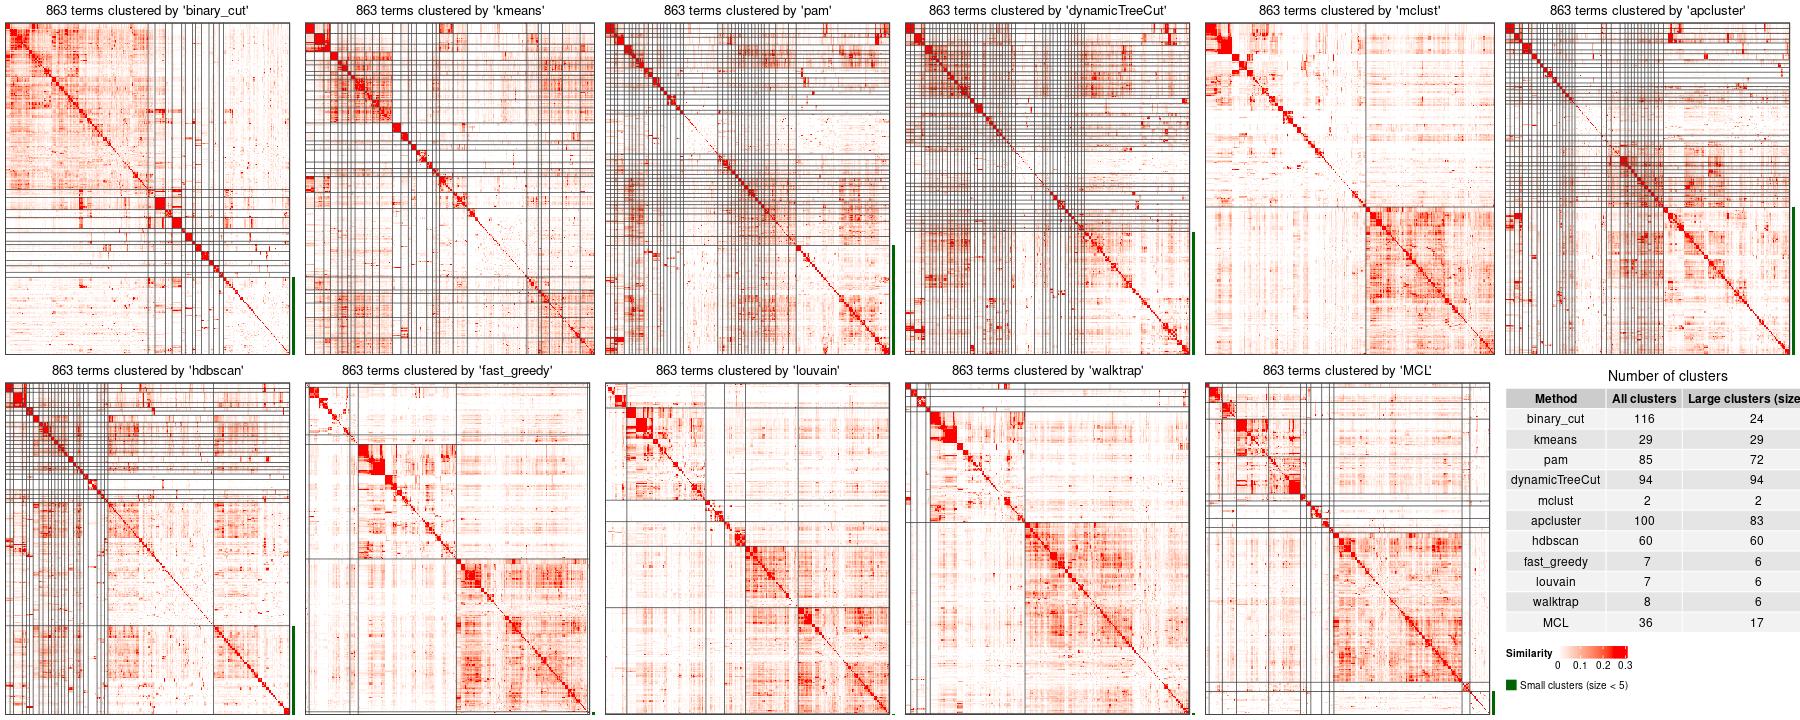 863 terms clustered by 'binary_cut'
863 terms clustered by 'kmeans'
863 terms clustered by 'pam'
863 terms clustered by 'dynamicTreeCut'
863 terms clustered by 'mclust'
863 terms clustered by 'apcluster'
863 terms clustered by 'hdbscan'
863 terms clustered by 'fast_greedy'
863 terms clustered by 'louvain'
863 terms clustered by 'walktrap'
863 terms clustered by 'MCL'
Number of clusters
Method All clusters Large clusters (size
binary_cut 116 24
kmeans 29 29
pam 85 72
dynamicTreeCut 94 94
mclust 2 2
apcluster 100 83
hdbscan 60 60
fast_greedy 7 6
louvain 7 6
walktrap 8 6
MCL 36 17
Similarity
0 0.1 0.2 0.3
Small clusters (size < 5)